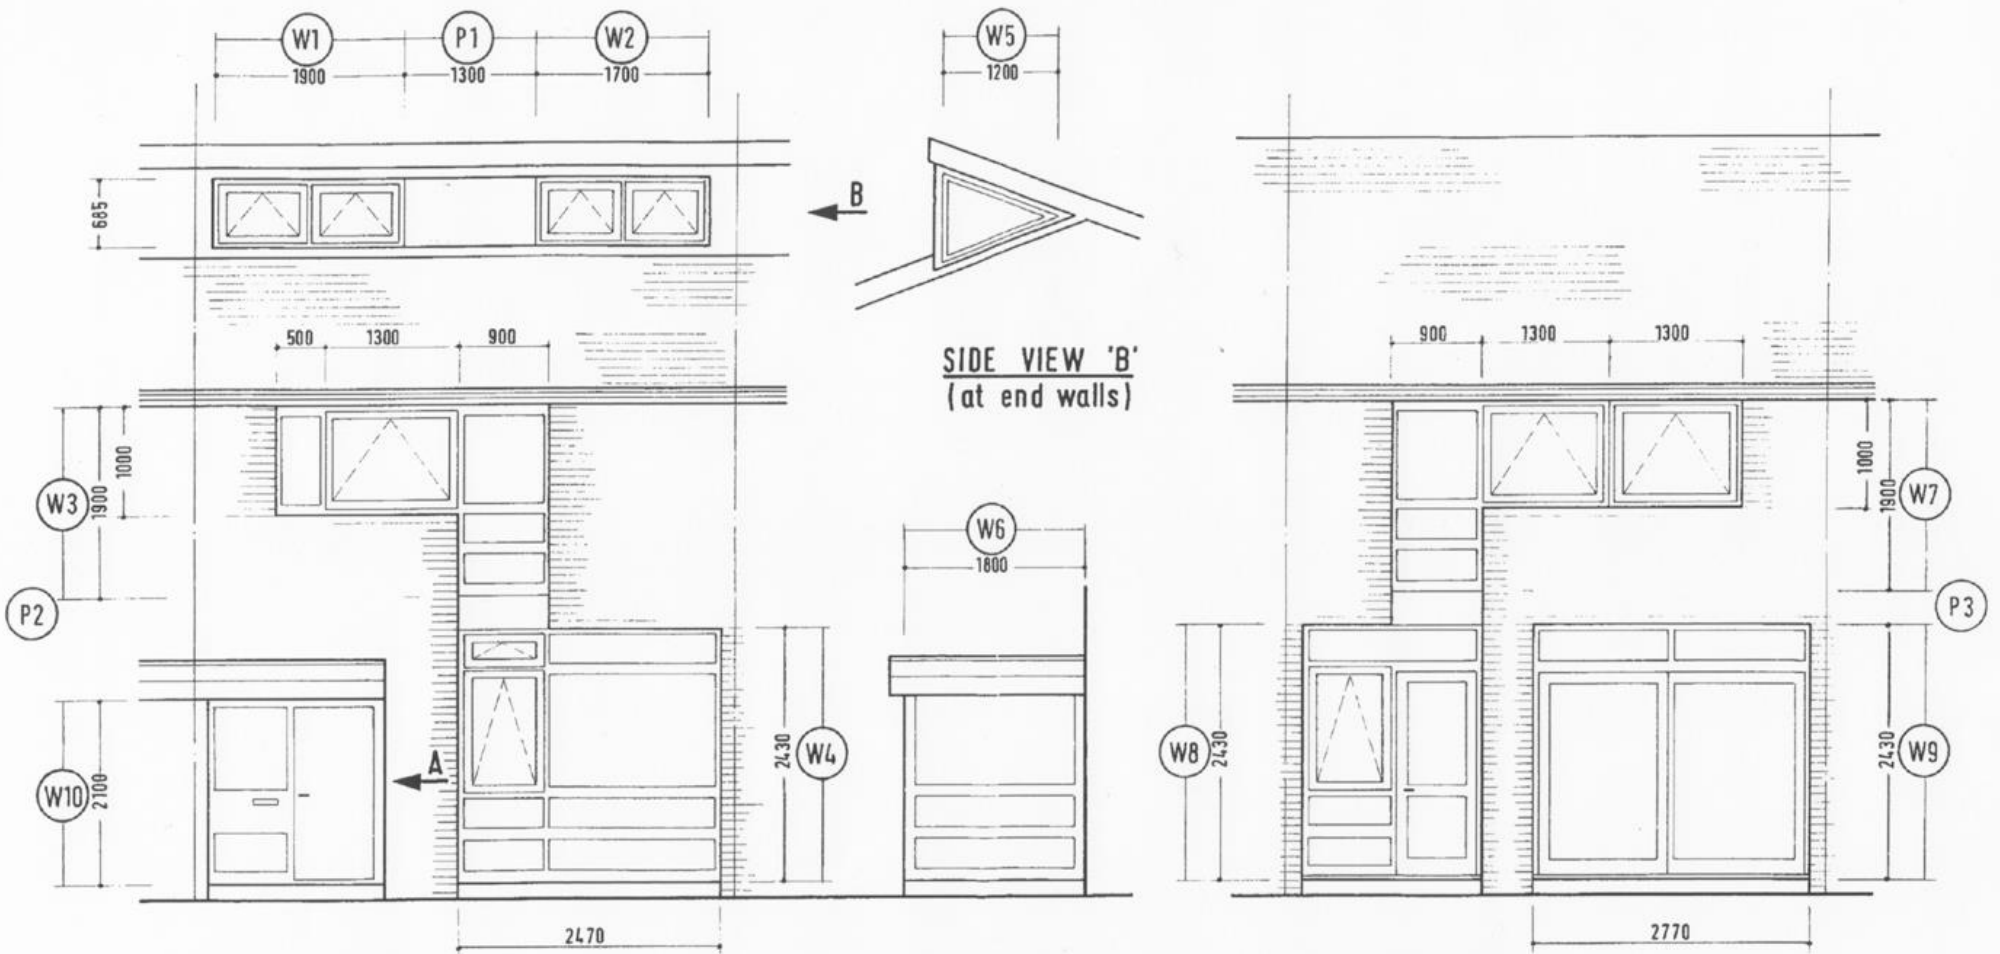 W1 P1 W2 W5
1900 1300 1700 1200
685
B
500 1300 900
SIDE VIEW 'B'
(at end walls)
900 1300 1300
W3 1900 1000
1000 1900 W7
W6
1800
P2
P3
W10 2100
A
2430 W4
W8 2430
2430 W9
2470
2770